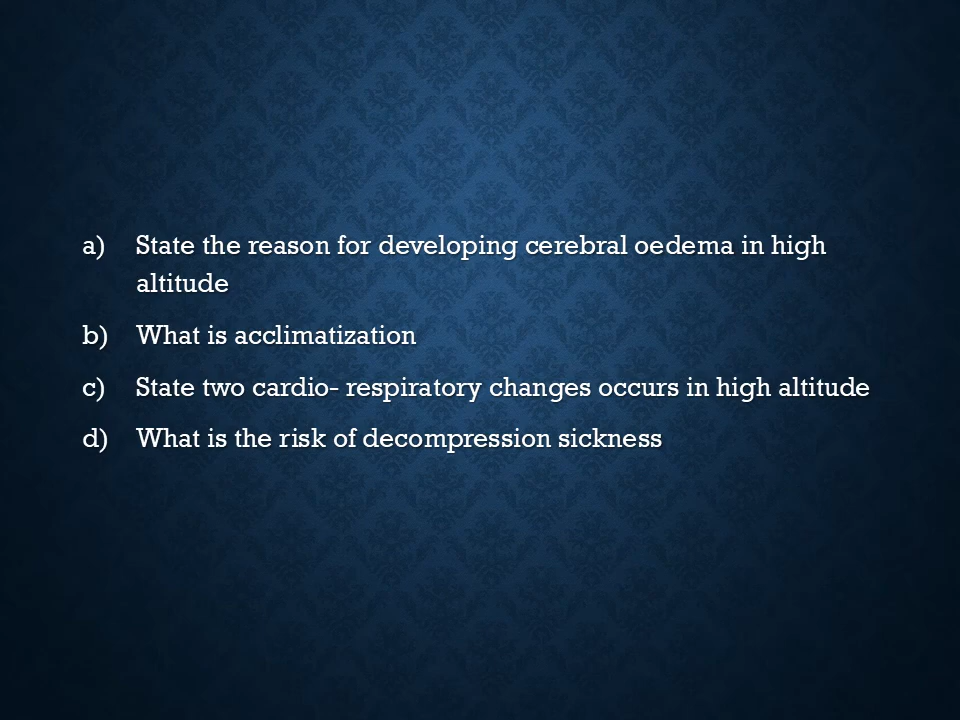 a) State the reason for developing cerebral oedema in high
altitude
b) What is acclimatization
c) State two cardio- respiratory changes occurs in high altitude
d) What is the risk of decompression sickness